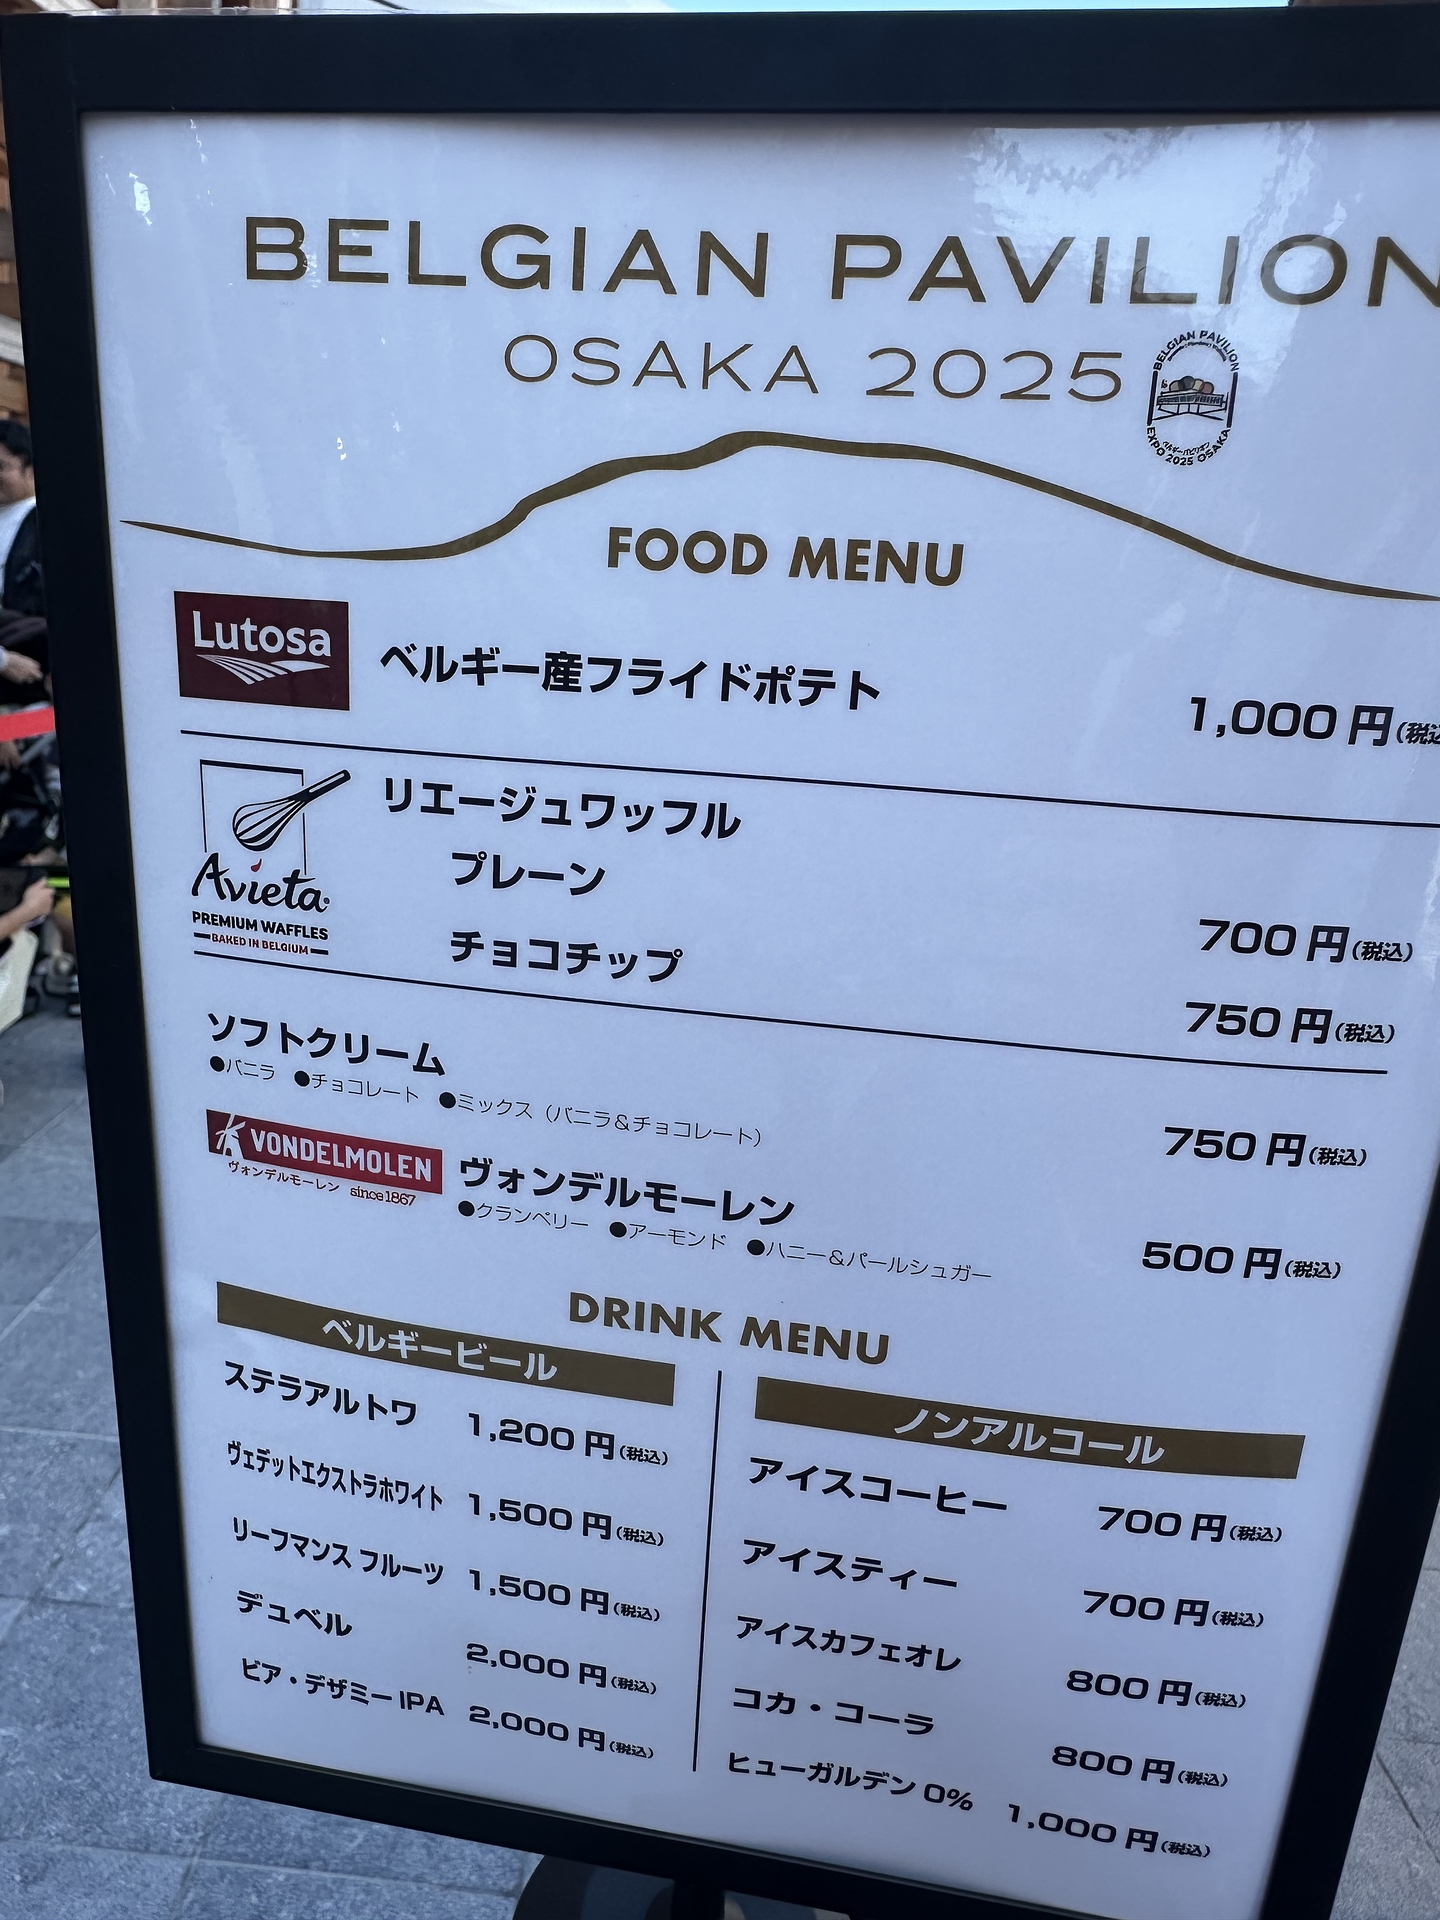 BELGIAN PAVILION
OSAKA 2025
BELGIAN PAVILION
ベルギーパビリオン
EXPO 2025 OSAKA
FOOD MENU
Lutosa
ベルギー産フライドポテト 1,000 円(税込
Avieta
PREMIUM WAFFLES
BAKED IN BELGIUM
リエージュワッフル
プレーン 700 円(税込)
チョコチップ 750 円(税込)
ソフトクリーム 750 円(税込)
●バニラ ●チョコレート ●ミックス（バニラ&チョコレート）
VONDELMOLEN
ヴォンデルモーレン since1867
ヴォンデルモーレン 500 円(税込)
●クランベリー ●アーモンド ●ハニー&パールシュガー
DRINK MENU
ベルギービール
ステラアルトワ 1,200 円(税込)
ヴェデットエクストラホワイト 1,500 円(税込)
リーフマンス フルーツ 1,500 円(税込)
デュベル 2,000 円(税込)
ビア・デザミー IPA 2,000 円(税込)
ノンアルコール
アイスコーヒー 700 円(税込)
アイスティー 700 円(税込)
アイスカフェオレ 800 円(税込)
コカ・コーラ 800 円(税込)
ヒューガルデン 0% 1,000 円(税込)